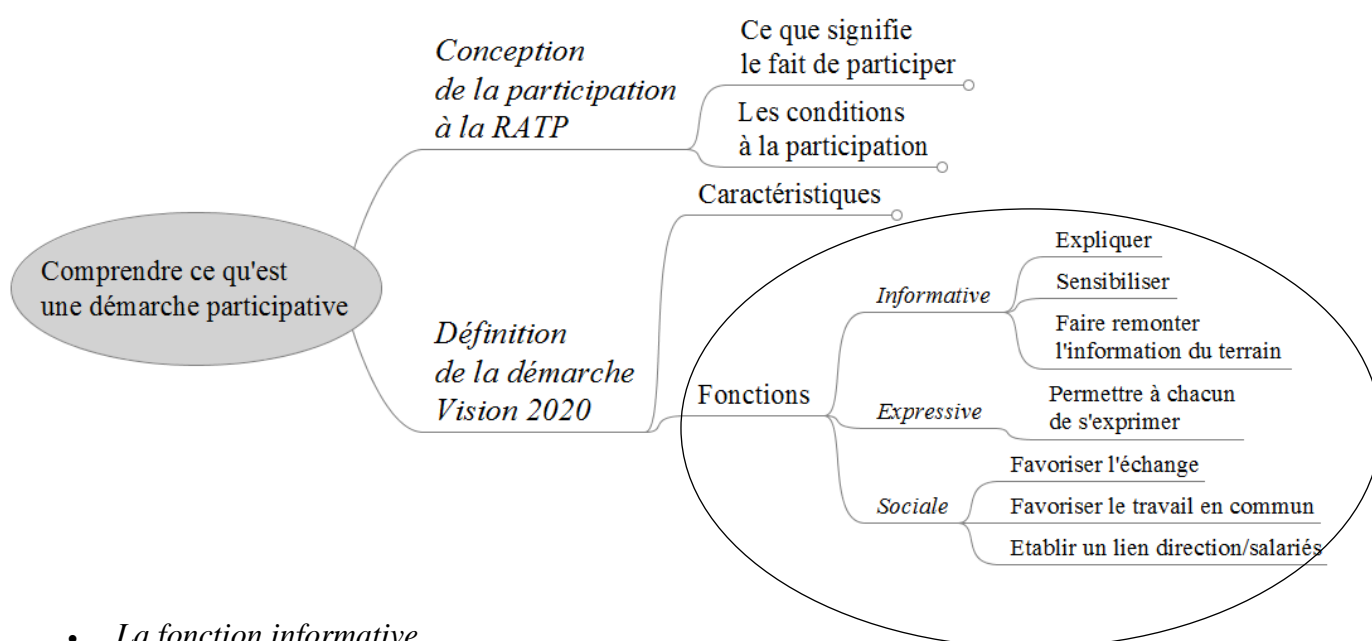 Comprendre ce qu'est
une démarche participative
Conception
de la participation
à la RATP
Ce que signifie
le fait de participer
Les conditions
à la participation
Définition
de la démarche
Vision 2020
Caractéristiques
Fonctions
Informative
Expliquer
Sensibiliser
Faire remonter
l'information du terrain
Expressive
Permettre à chacun
de s'exprimer
Sociale
Favoriser l'échange
Favoriser le travail en commun
Etablir un lien direction/salariés
• La fonction informative